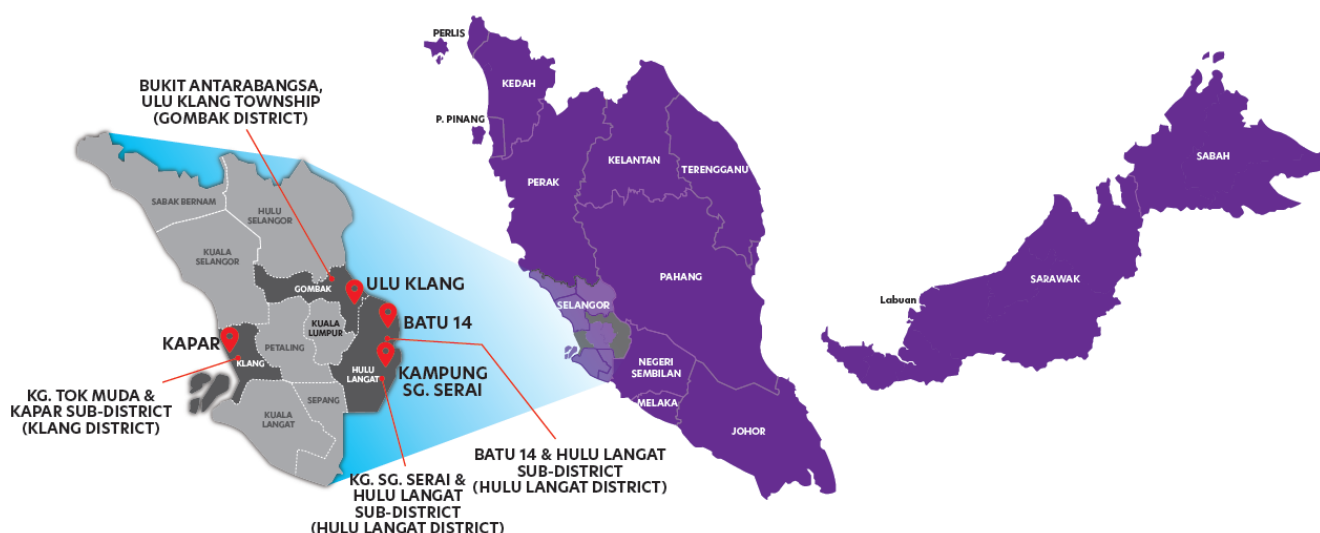 BUKIT ANTARABANGSA,
ULU KLANG TOWNSHIP
(GOMBAK DISTRICT)
SABAK BERNAM
HULU
SELANGOR
KUALA
SELANGOR
GOMBAK
ULU KLANG
BATU 14
KUALA
LUMPUR
KAPAR
PETALING
KLANG
HULU
LANGAT
KAMPUNG
SG. SERAI
SEPANG
KUALA
LANGAT
KG. TOK MUDA &
KAPAR SUB-DISTRICT
(KLANG DISTRICT)
KG. SG. SERAI &
HULU LANGAT
SUB-DISTRICT
(HULU LANGAT DISTRICT)
BATU 14 & HULU LANGAT
SUB-DISTRICT
(HULU LANGAT DISTRICT)
PERLIS
KEDAH
P. PINANG
PERAK
KELANTAN
TERENGGANU
PAHANG
SELANGOR
NEGERI
SEMBILAN
MELAKA
JOHOR
SABAH
SARAWAK
Labuan